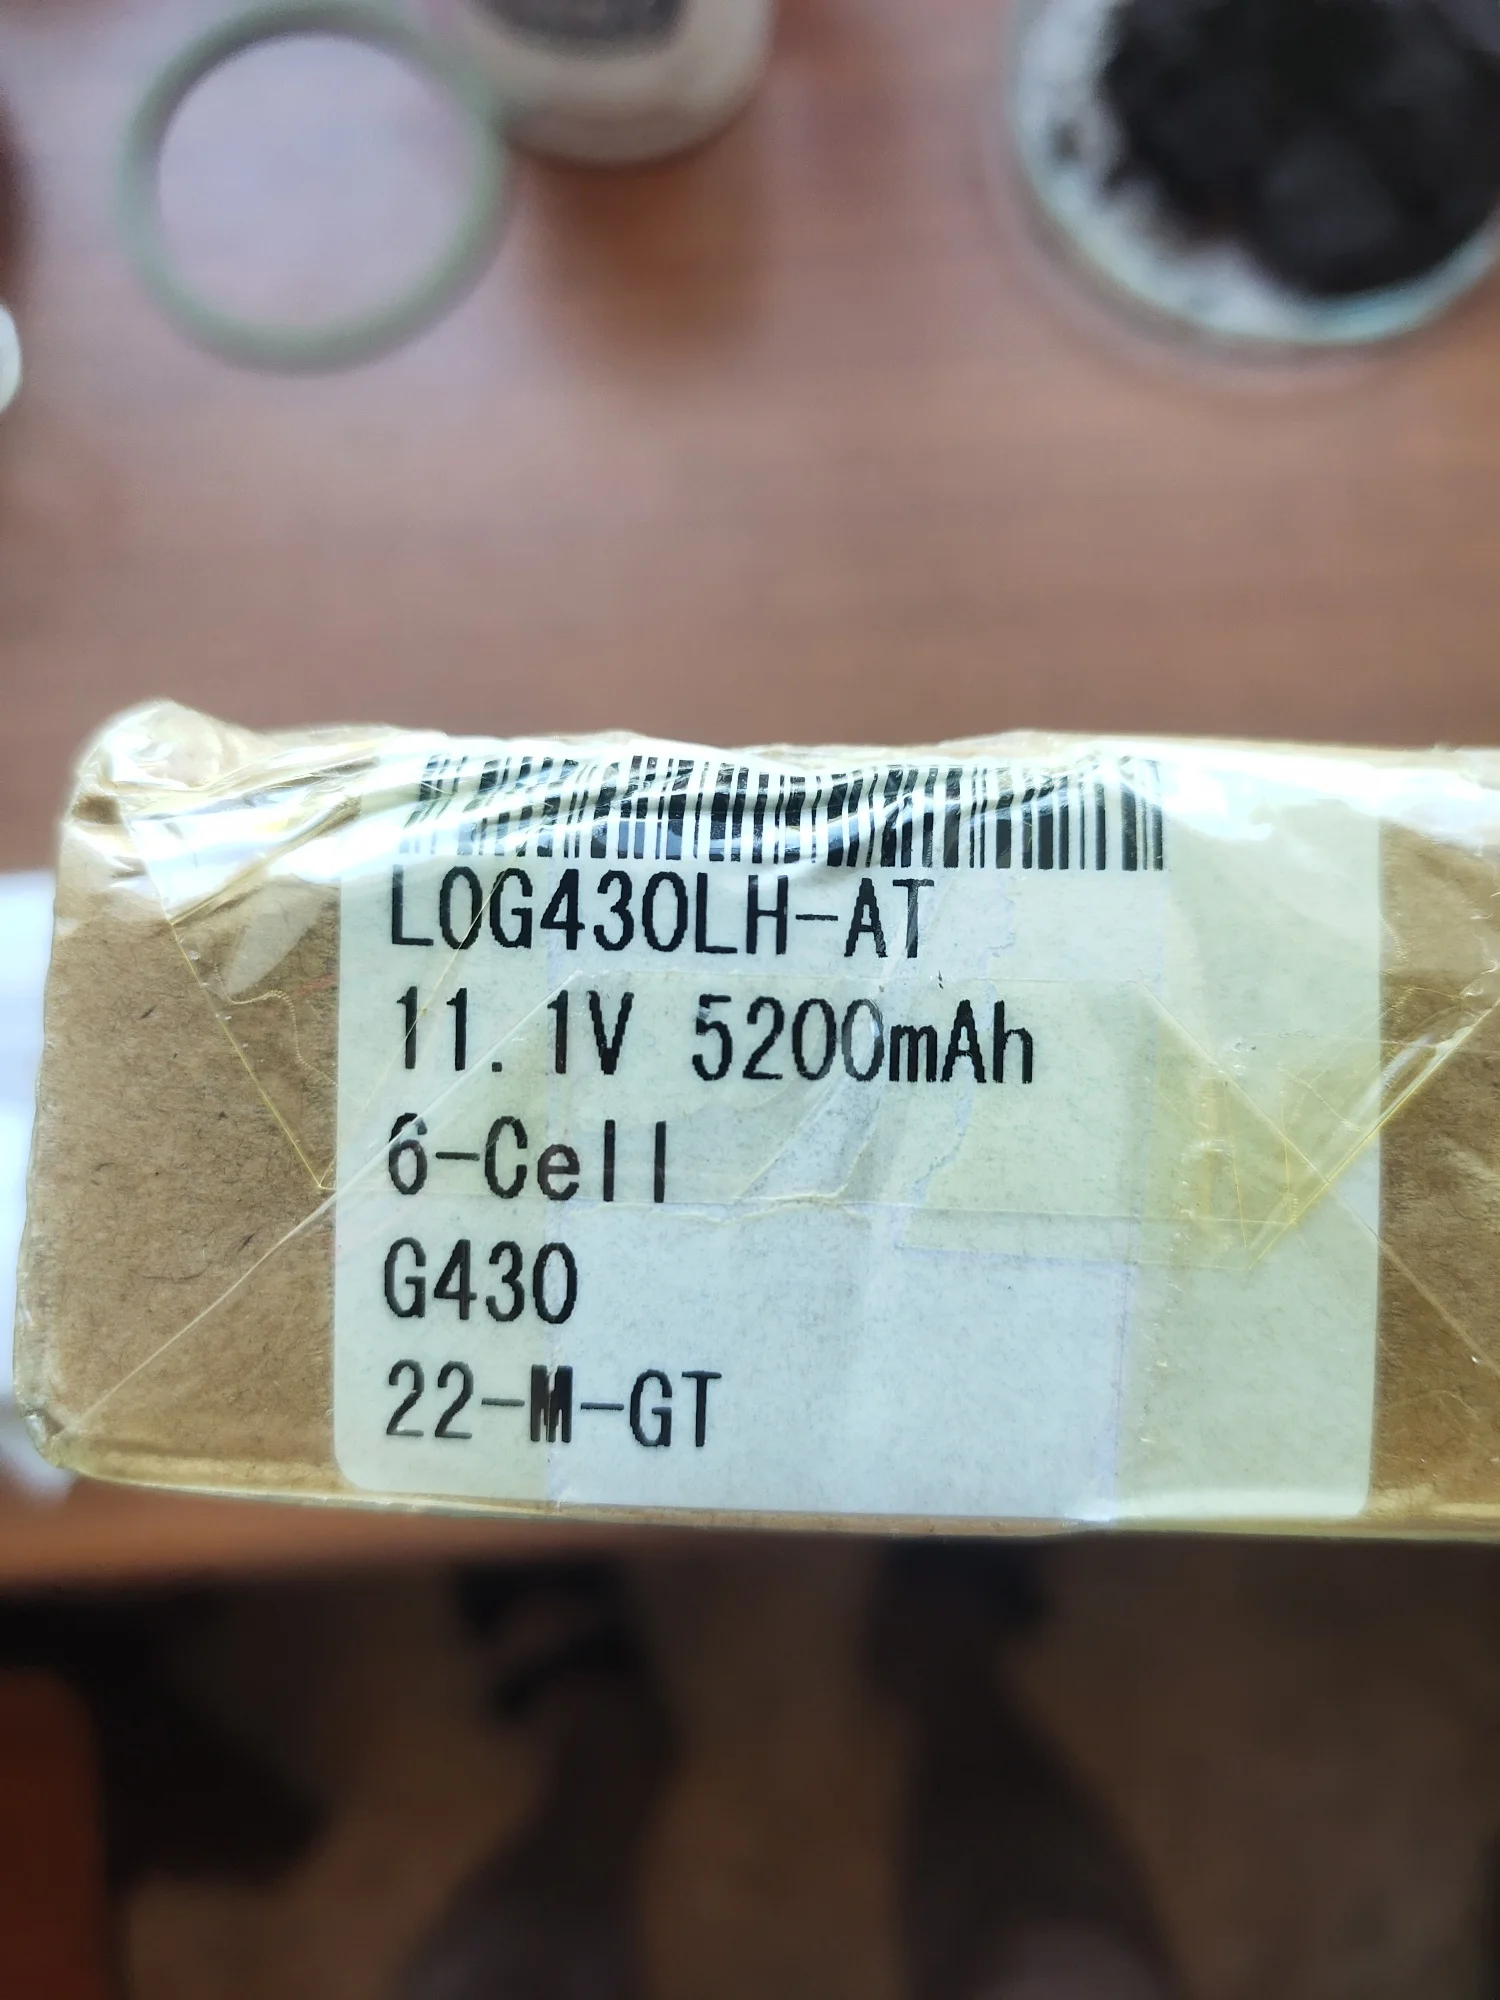 LOG430LH-AT
11.1V 5200mAh
6-Cell
G430
22-M-GT